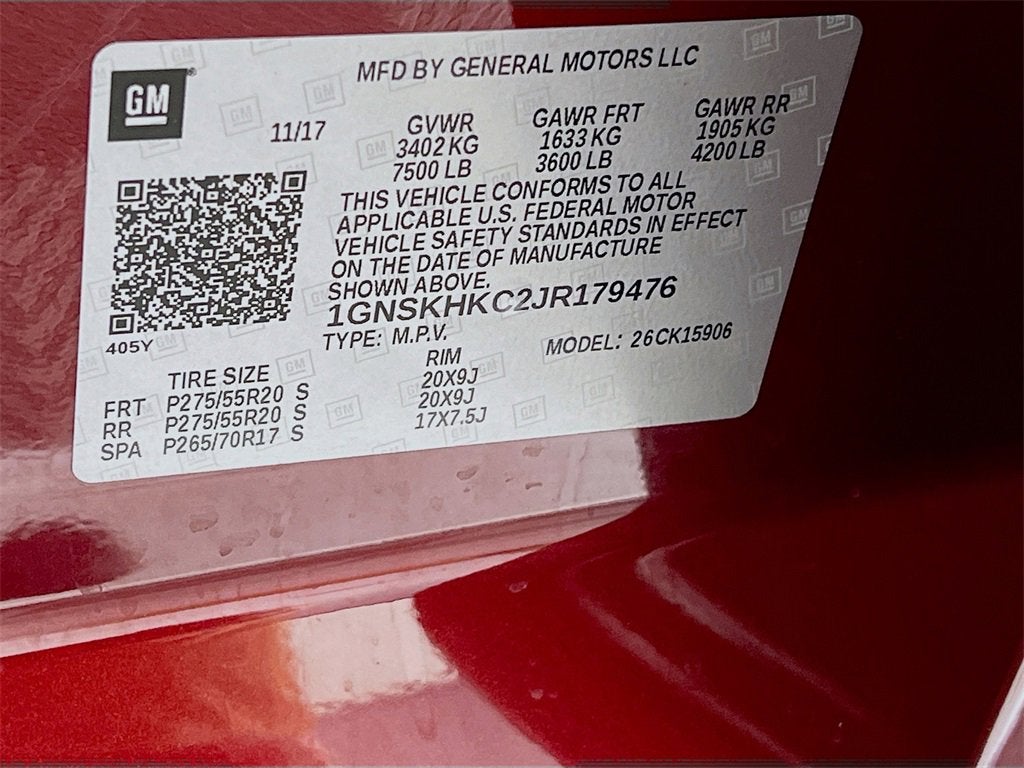 GM
MFD BY GENERAL MOTORS LLC
11/17 GVWR GAWR FRT GAWR RR
3402 KG 1633 KG 1905 KG
7500 LB 3600 LB 4200 LB
THIS VEHICLE CONFORMS TO ALL
APPLICABLE U.S. FEDERAL MOTOR
VEHICLE SAFETY STANDARDS IN EFFECT
ON THE DATE OF MANUFACTURE
SHOWN ABOVE.
1GNSKHKC2JR179476
TYPE: M.P.V. MODEL: 26CK15906
405Y
TIRE SIZE RIM
FRT P275/55R20 S 20X9J
RR P275/55R20 S 20X9J
SPA P265/70R17 S 17X7.5J